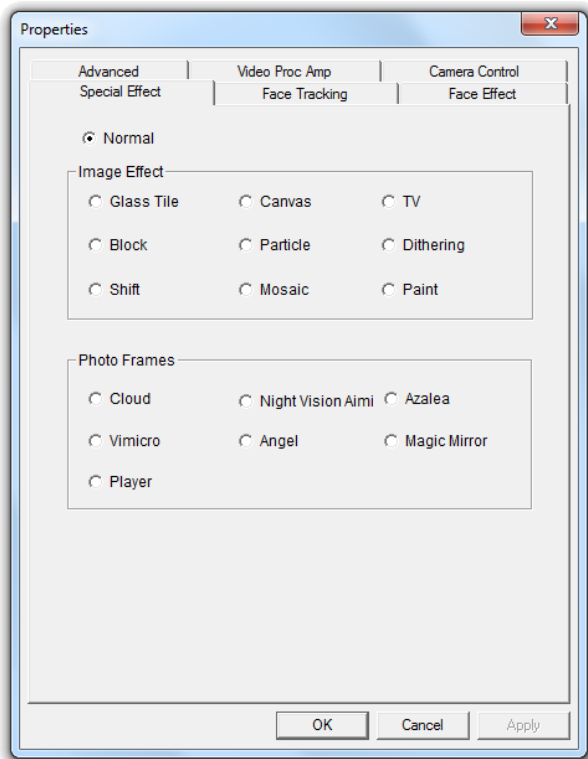 Properties
Advanced Video Proc Amp Camera Control
Special Effect Face Tracking Face Effect
Normal
Image Effect
Glass Tile Canvas TV
Block Particle Dithering
Shift Mosaic Paint
Photo Frames
Cloud Night Vision Aimi Azalea
Vimicro Angel Magic Mirror
Player
OK Cancel Apply